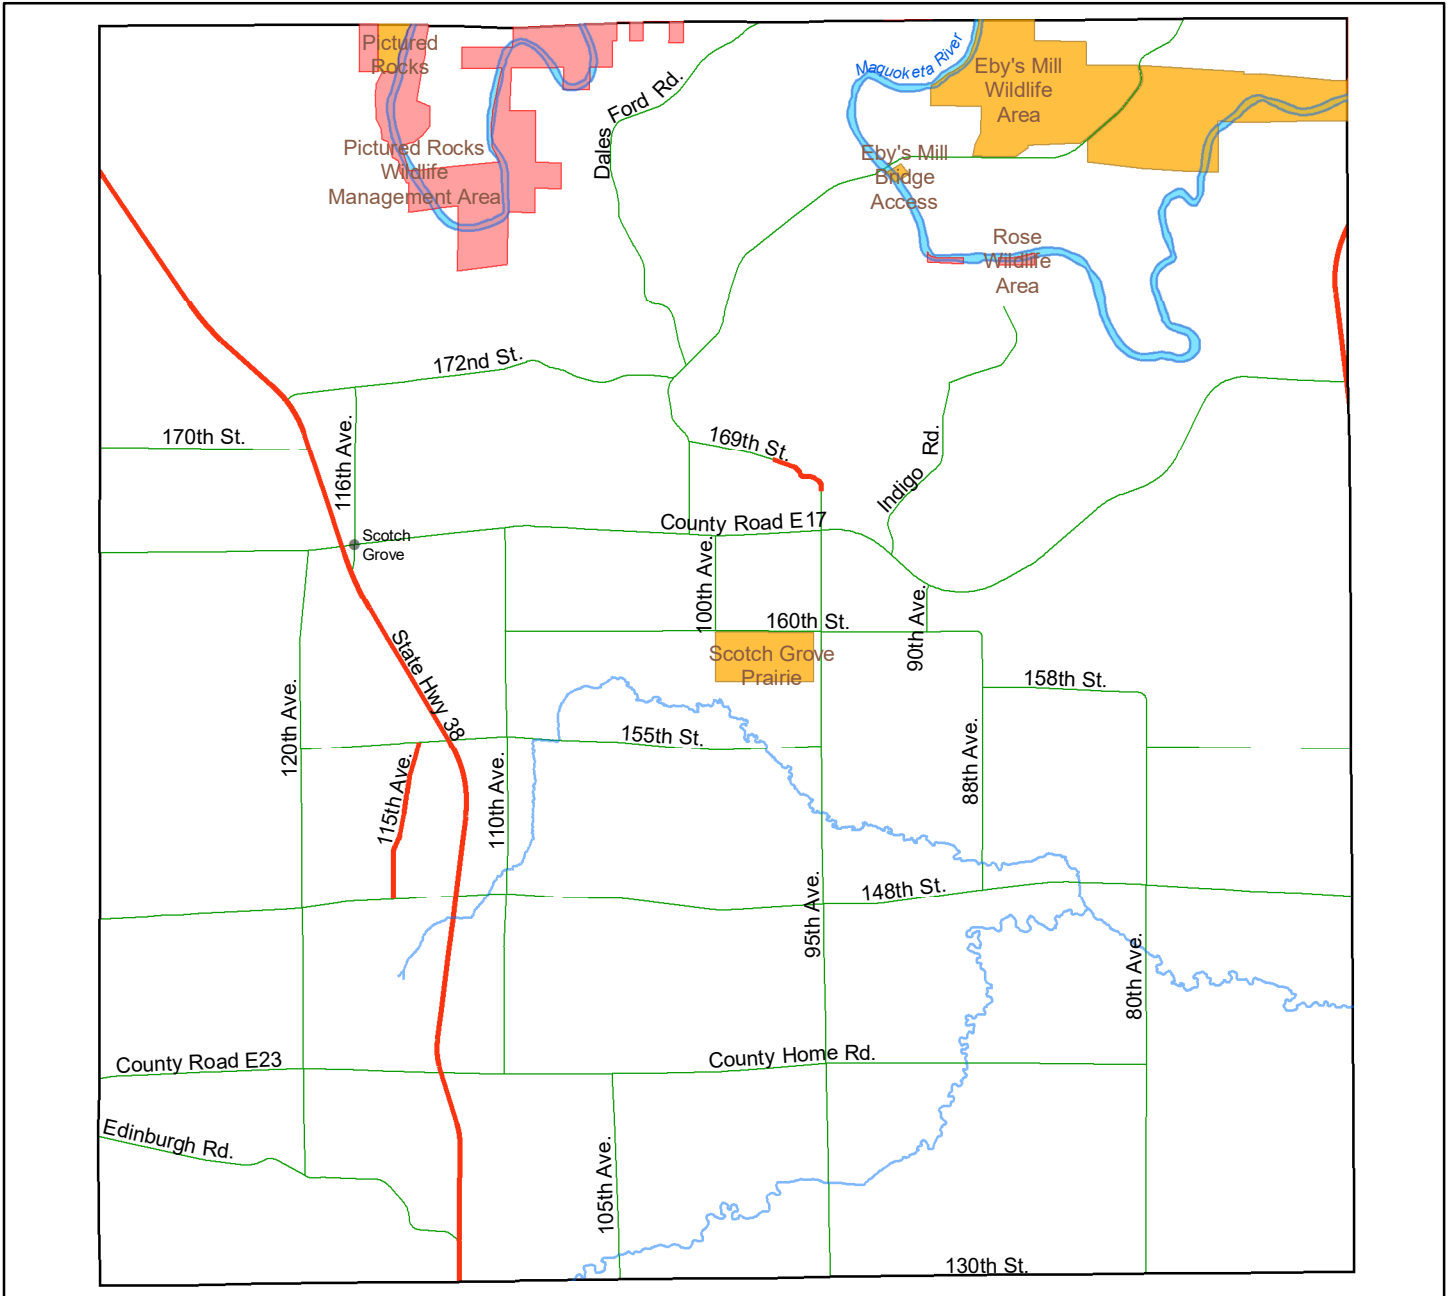 Pictured
Rocks
Maquoketa River
Eby's Mill
Wildlife
Area
Dales Ford Rd.
Pictured Rocks
Wildlife
Management Area
Eby's Mill
Bridge
Access
Rose
Wildlife
Area
172nd St.
170th St.
116th Ave.
169th St.
Indigo Rd.
County Road E17
Scotch
Grove
100th Ave.
160th St.
90th Ave.
Scotch Grove
Prairie
State Hwy 38
158th St.
120th Ave.
155th St.
88th Ave.
115th Ave.
110th Ave.
148th St.
95th Ave.
80th Ave.
County Road E23
County Home Rd.
Edinburgh Rd.
105th Ave.
130th St.